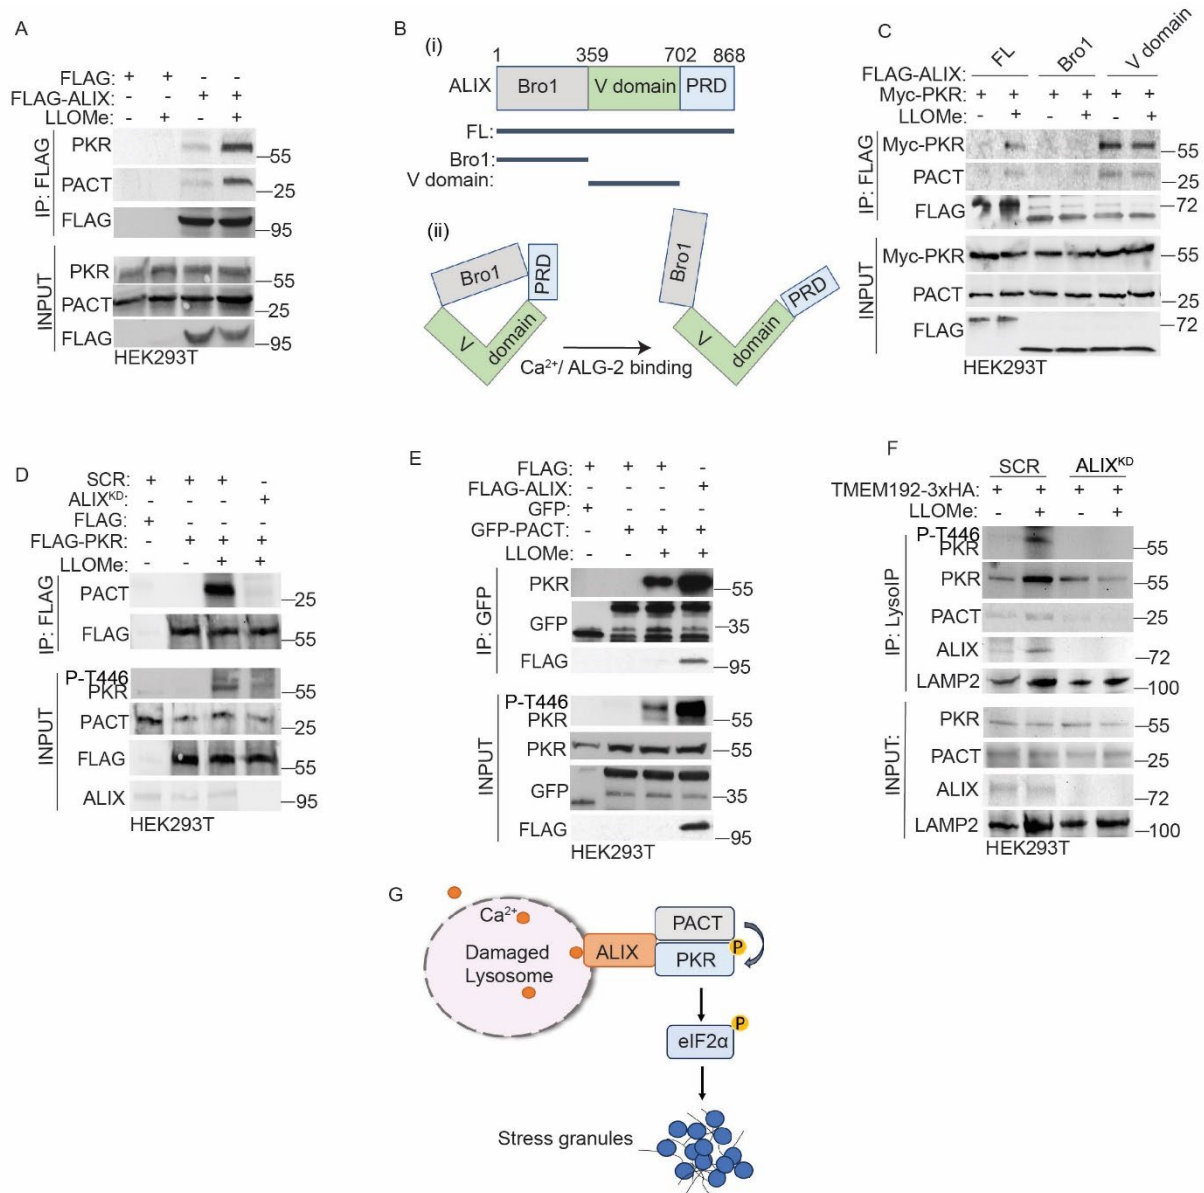 A
FLAG: + + - -
FLAG-ALIX: - - + +
LLOMe: - + - +
IP: FLAG
PKR
55
PACT
25
FLAG
95
INPUT
PKR
55
PACT
25
FLAG
95
HEK293T
B
(i)
1 359 702 868
ALIX Bro1 V domain PRD
FL:
Bro1:
V domain:
(ii)
Bro1 PRD
V domain
Ca²⁺/ ALG-2 binding
Bro1
V domain PRD
C
FL Bro1 V domain
FLAG-ALIX:
Myc-PKR: + + + + + +
LLOMe: - + - + - +
IP: FLAG
Myc-PKR
55
PACT
25
FLAG
72
INPUT
Myc-PKR
55
PACT
25
FLAG
72
HEK293T
D
SCR: + + + -
ALIXᴷᴰ: - - - +
FLAG: + - - -
FLAG-PKR: - + + +
LLOMe: - - + +
IP: FLAG
PACT
25
FLAG
55
INPUT
P-T446
PKR
55
PACT
25
FLAG
55
ALIX
95
HEK293T
E
FLAG: + + + -
FLAG-ALIX: - - - +
GFP: + - - -
GFP-PACT: - + + +
LLOMe: - - + +
IP: GFP
PKR
55
GFP
35
FLAG
95
INPUT
P-T446
PKR
55
PKR
55
GFP
35
FLAG
95
HEK293T
F
SCR ALIXᴷᴰ
TMEM192-3xHA: + + + +
LLOMe: - + - +
IP: LysoIP
P-T446
PKR
55
PKR
55
PACT
25
ALIX
72
LAMP2
100
INPUT:
PKR
55
PACT
25
ALIX
72
LAMP2
100
HEK293T
G
Ca²⁺
Damaged
Lysosome
ALIX
PACT
PKR
P
eIF2α
P
Stress granules